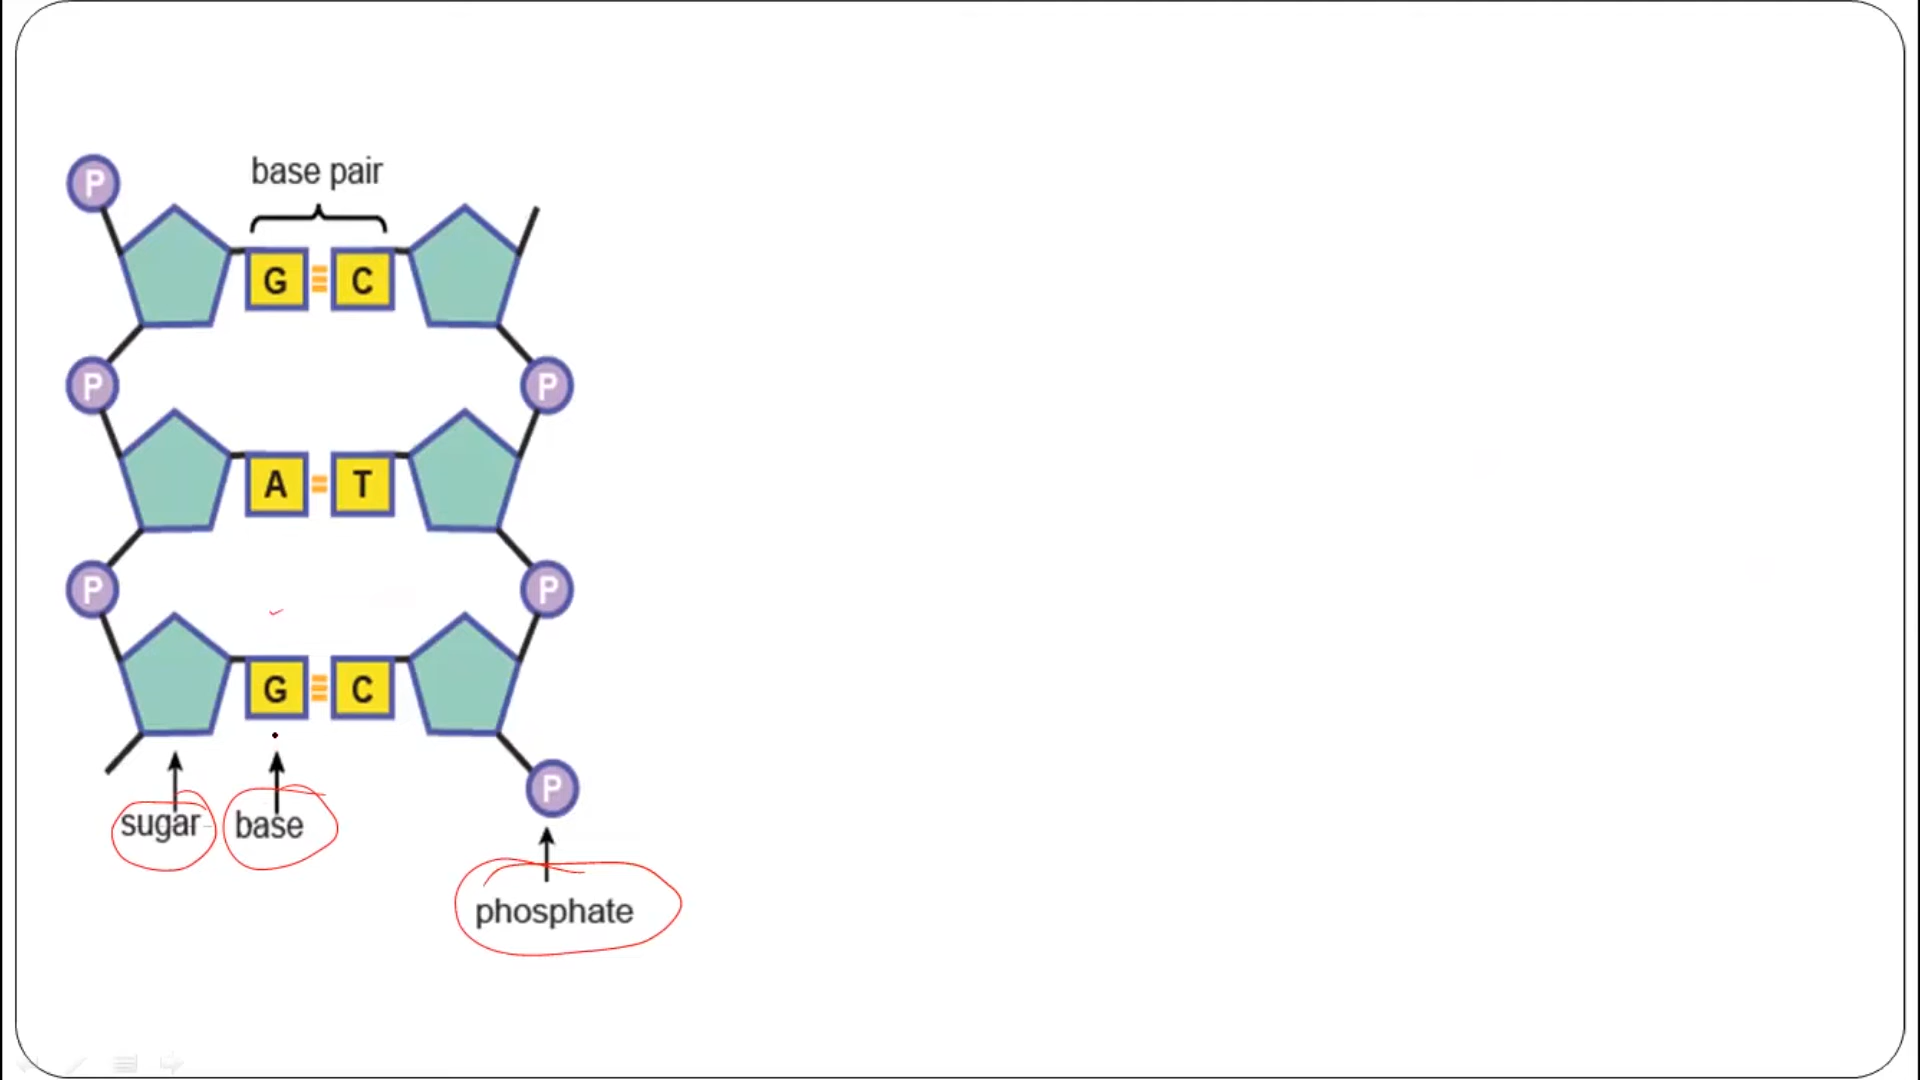 base pair
P
G C
P P
A T
P P
G C
P
sugar base
phosphate